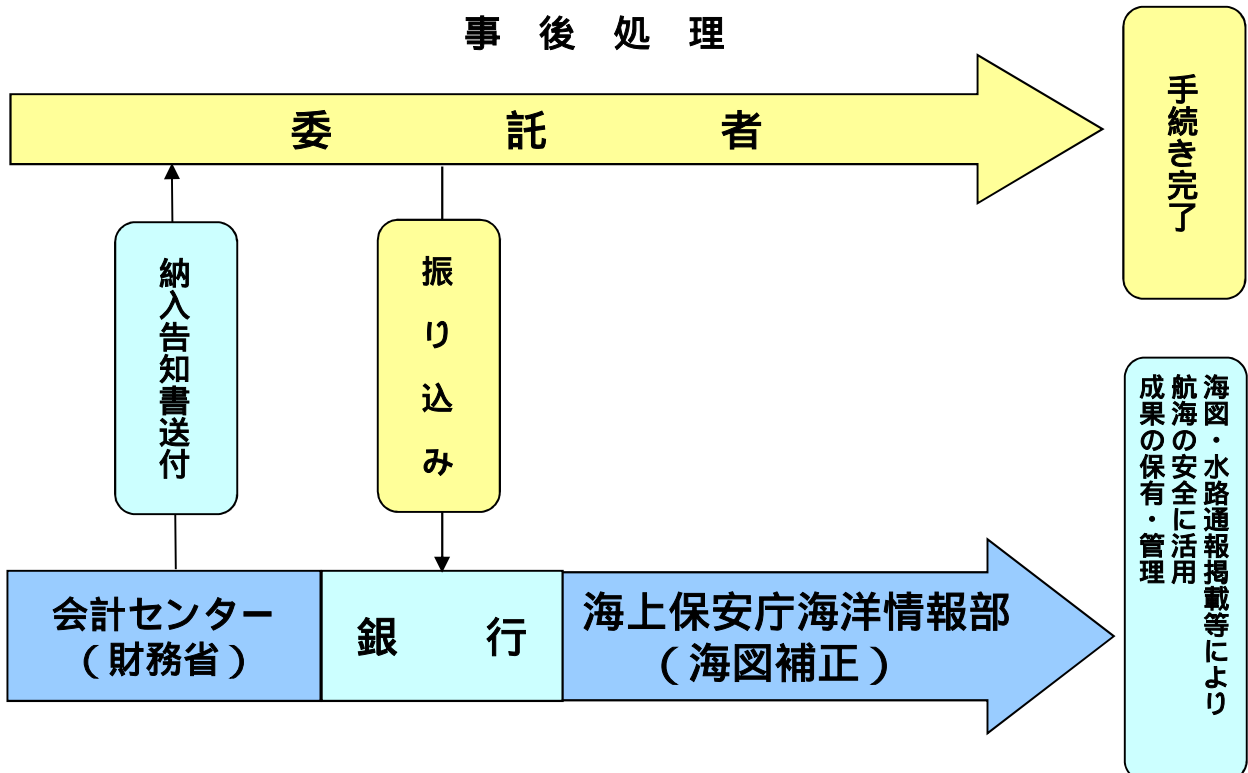 事後処理
委託者
手続き完了
納入告知書送付
振り込み
会計センター
（財務省）
銀行
海上保安庁海洋情報部
（海図補正）
海図・水路通報掲載等により
航海の安全に活用
成果の保有・管理